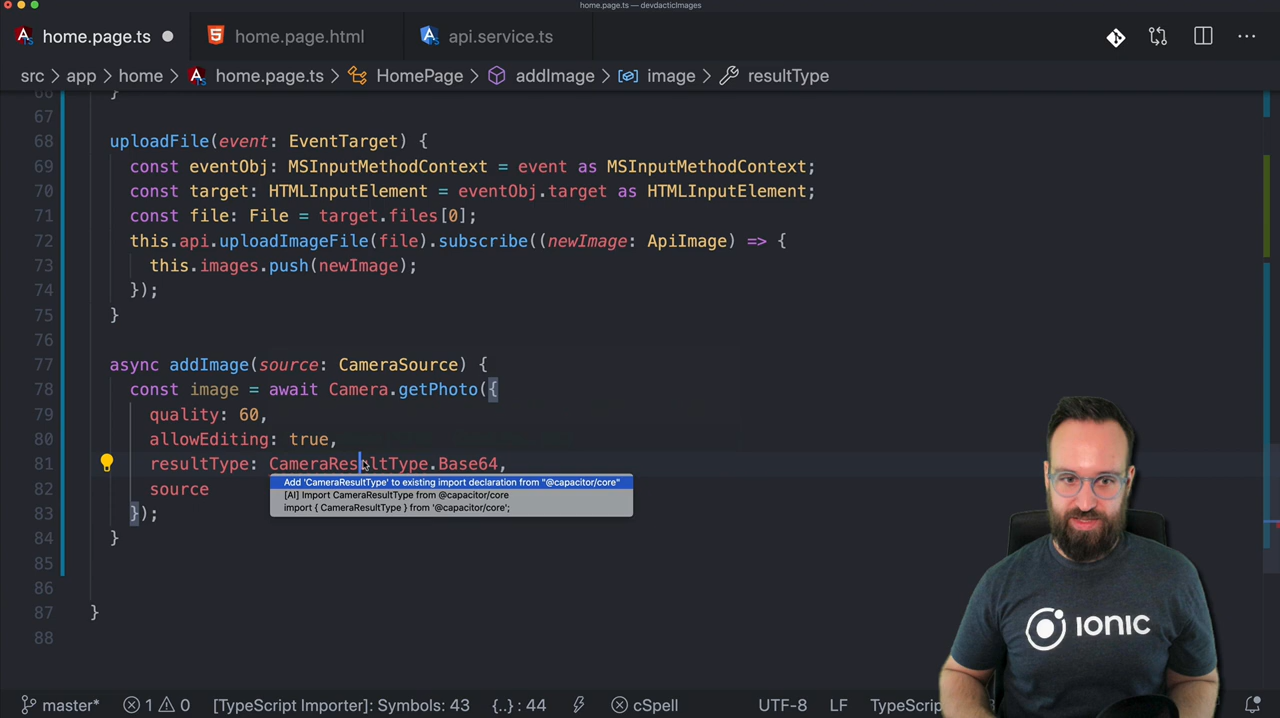 home.page.ts — devdacticImages
home.page.ts home.page.html api.service.ts ...
src > app > home > home.page.ts > HomePage > addImage > image > resultType
66 }
67
68 uploadFile(event: EventTarget) {
69 const eventObj: MSInputMethodContext = event as MSInputMethodContext;
70 const target: HTMLInputElement = eventObj.target as HTMLInputElement;
71 const file: File = target.files[0];
72 this.api.uploadImageFile(file).subscribe((newImage: ApiImage) => {
73 this.images.push(newImage);
74 });
75 }
76
77 async addImage(source: CameraSource) {
78 const image = await Camera.getPhoto({
79 quality: 60,
80 allowEditing: true,
81 resultType: CameraResultType.Base64,
Add 'CameraResultType' to existing import declaration from "@capacitor/core"
[AI] Import CameraResultType from @capacitor/core
import { CameraResultType } from '@capacitor/core';
82 source
83 });
84 }
85
86
87 }
88
IONIC
master* 1 0 [TypeScript Importer]: Symbols: 43 {..} : 44 cSpell UTF-8 LF TypeScrip